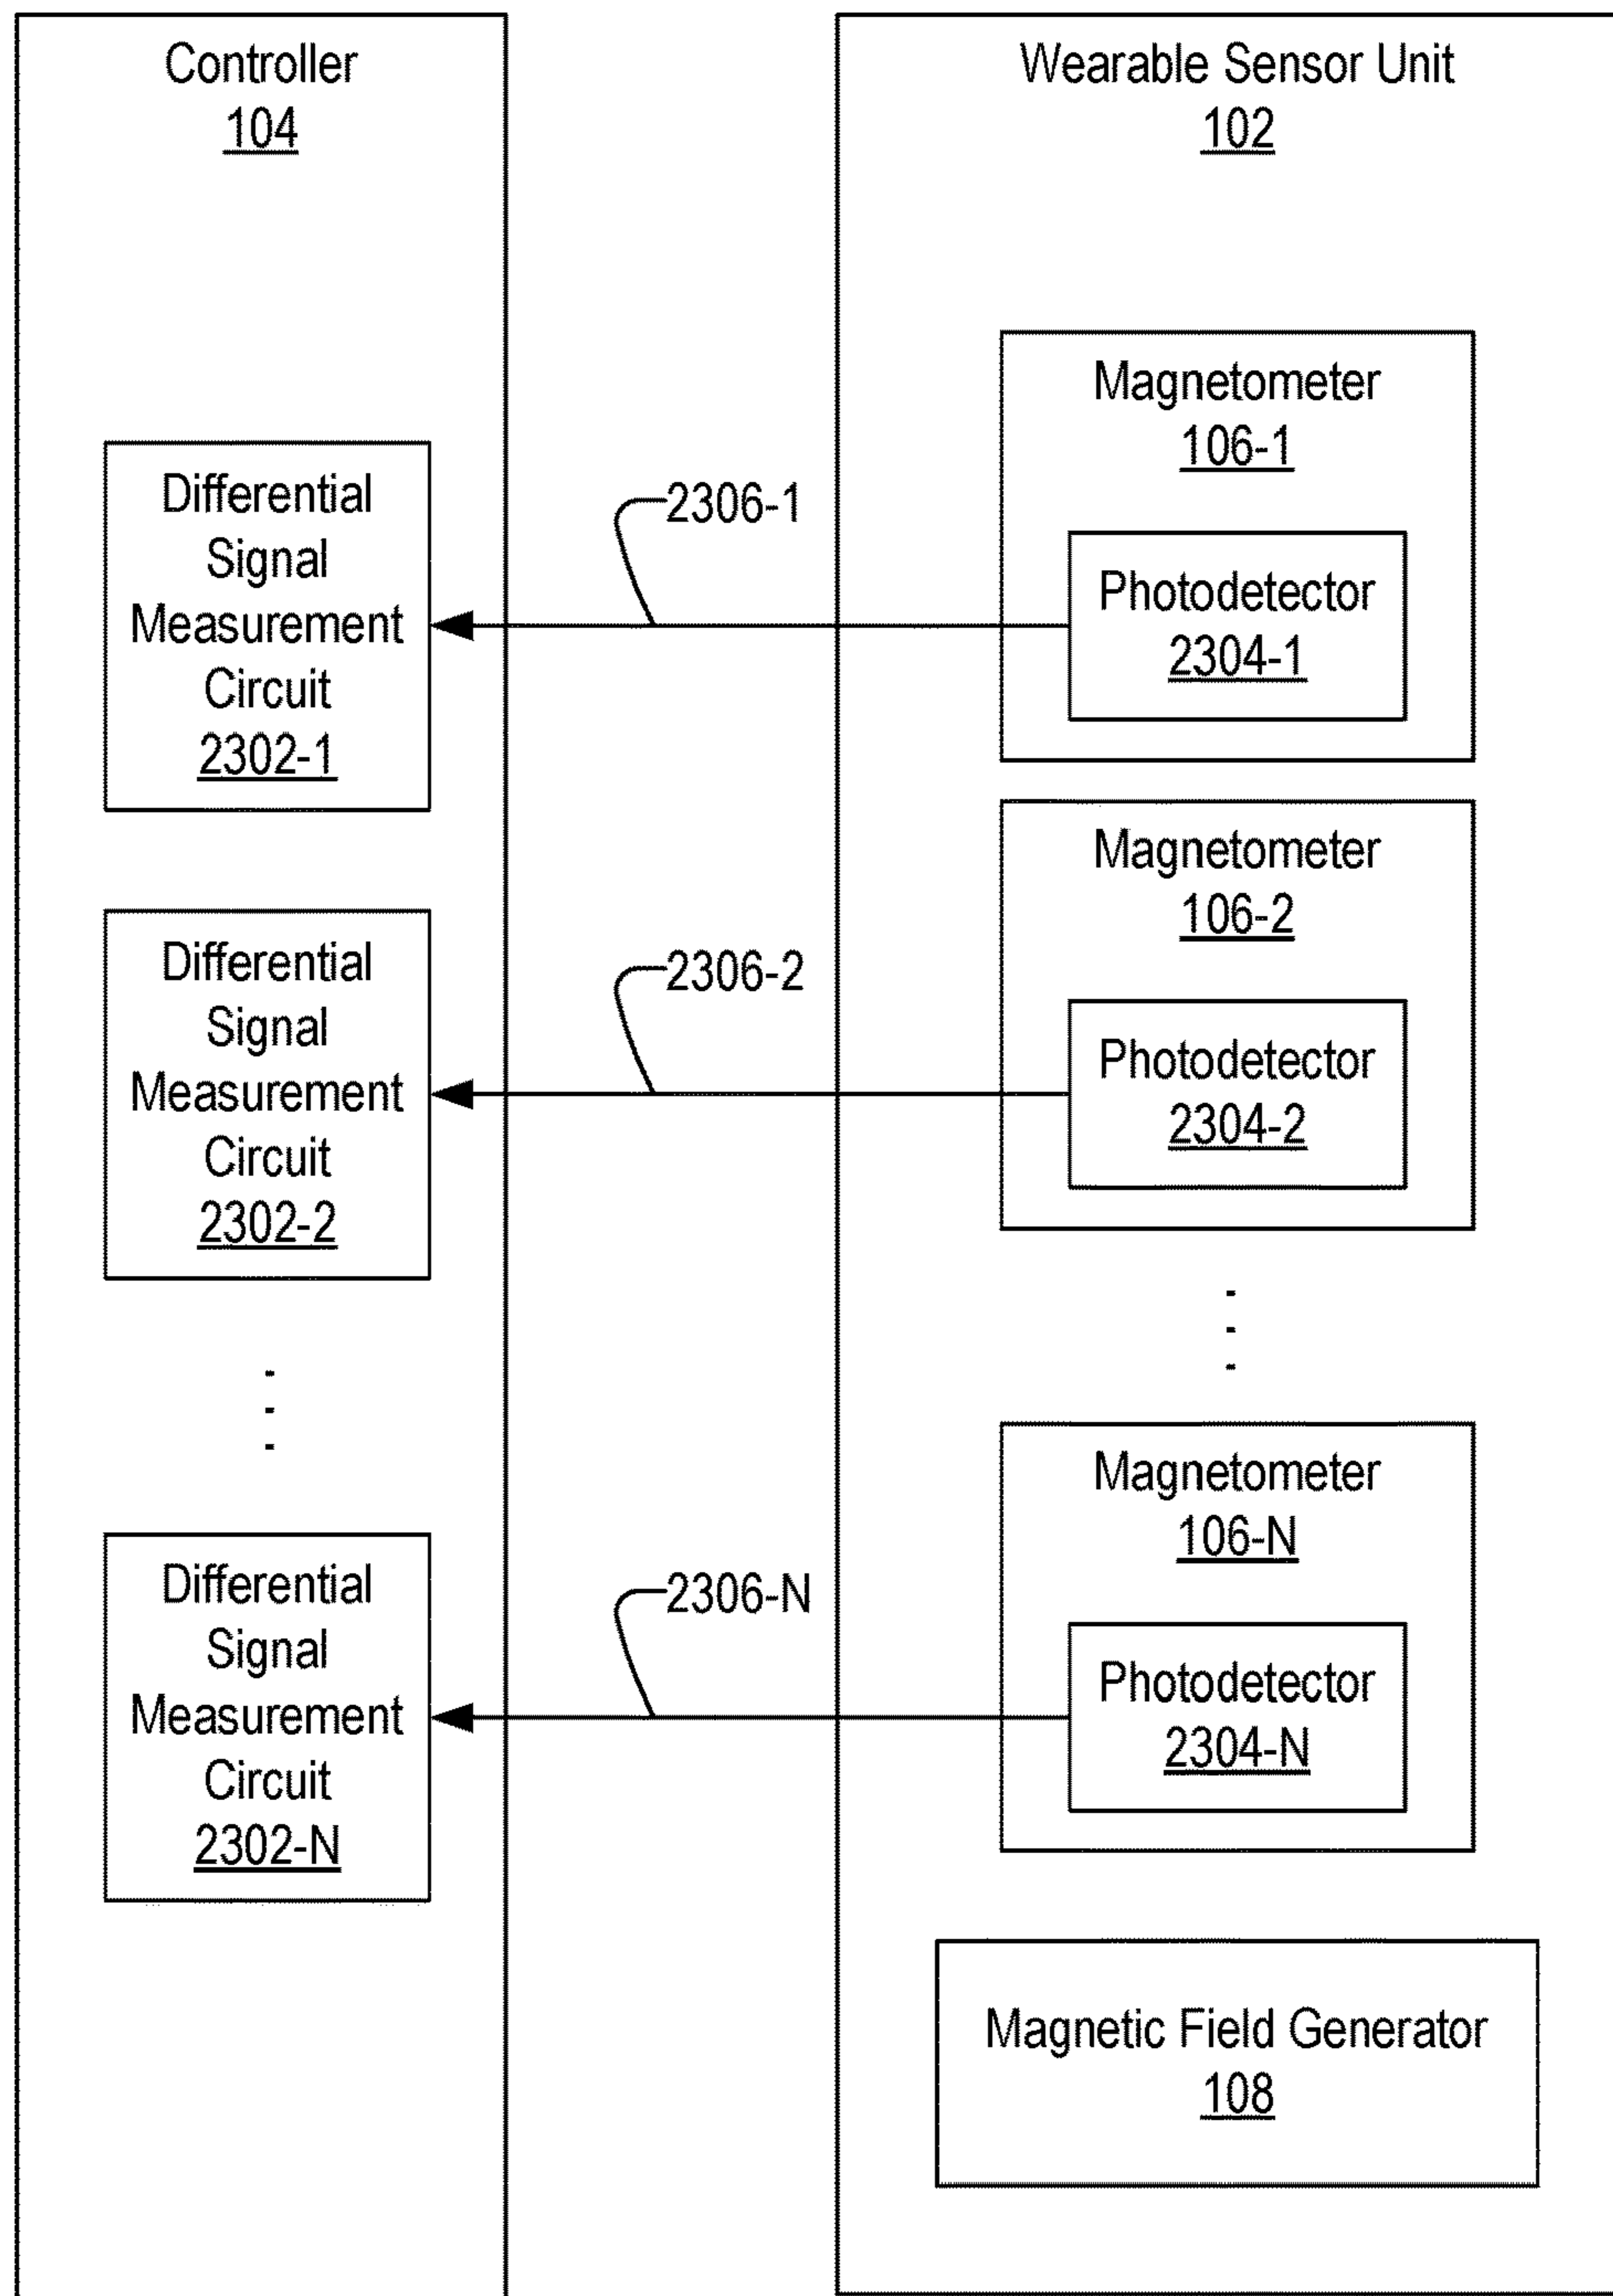 Controller
104
Differential
Signal
Measurement
Circuit
2302-1
Differential
Signal
Measurement
Circuit
2302-2
Differential
Signal
Measurement
Circuit
2302-N
2306-1
2306-2
2306-N
Wearable Sensor Unit
102
Magnetometer
106-1
Photodetector
2304-1
Magnetometer
106-2
Photodetector
2304-2
Magnetometer
106-N
Photodetector
2304-N
Magnetic Field Generator
108